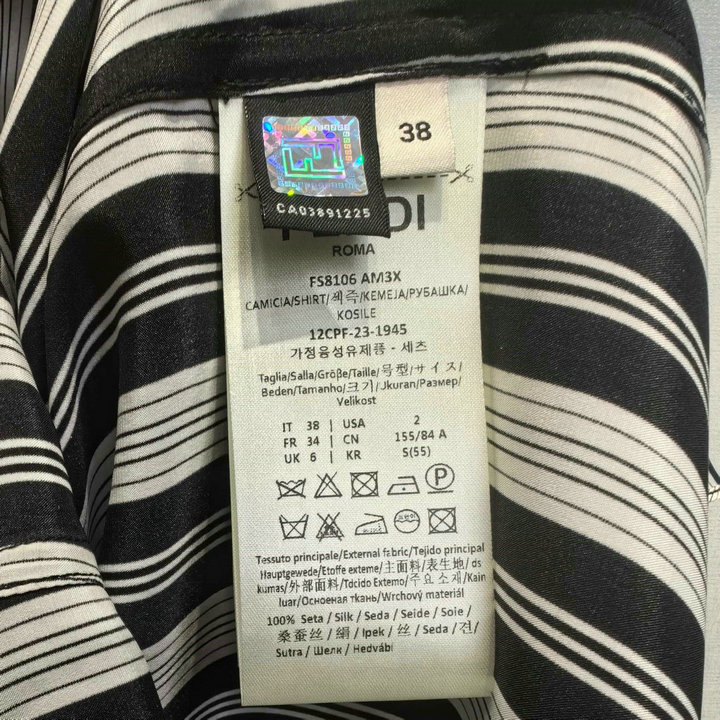 38
CA03891225
FENDI
ROMA
FS8106 AM3X
CAMICIA/SHIRT/셔츠/KEMEJA/РУБАШКА/
KOSILE
12CPF-23-1945
가정용섬유제품 - 셔츠
Taglia/Salla/Größe/Taille/号型/サイズ/
Beden/Tamanho/크기/Jkuran/Размер/
Velikost
IT 38 USA 2
FR 34 CN 155/84 A
UK 6 KR S(55)
P
Tessuto principale/External fabric/Tejido principal
Hauptgewede/Etoffe exteme/主面料/表生地/ds
kumas/外部面料/Tdcido Extemo/주요 소재/Kain
luar/Основная ткань/Wrchový materiál
100% Seta / Silk / Seda / Seide / Soie /
桑蚕丝 / 絹 / Ipek / 丝 / Seda / 견 /
Sutra / Шелк / Hedvábí